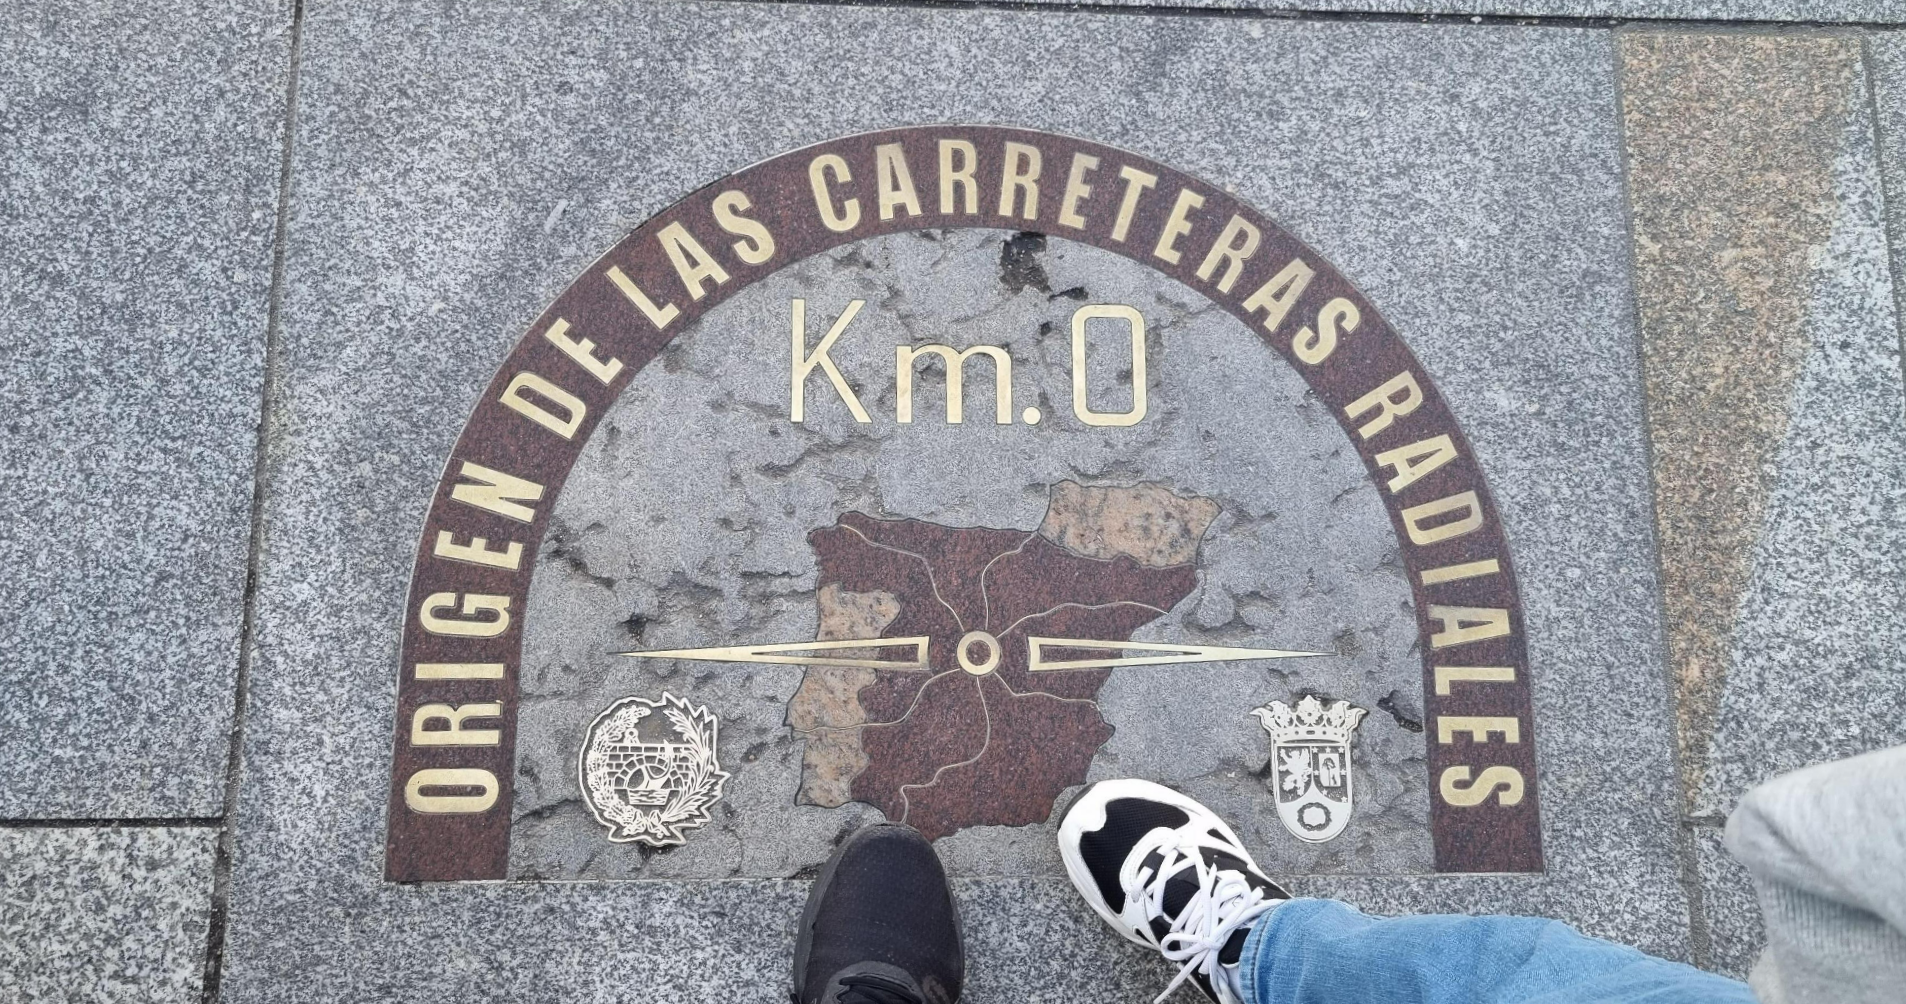 ORIGEN DE LAS CARRETERAS RADIALES
Km.0